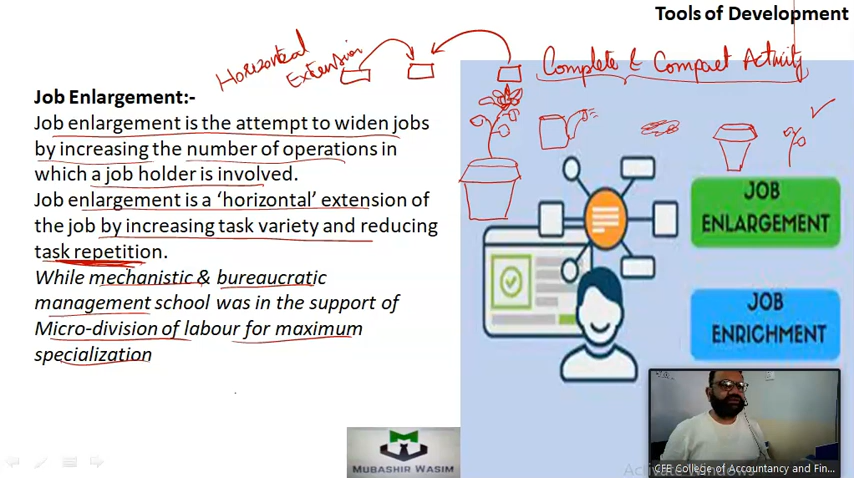 Tools of Development
Horizontal
Extension
Complete & Compact Activity
Job Enlargement:-
Job enlargement is the attempt to widen jobs
by increasing the number of operations in
which a job holder is involved.
Job enlargement is a ‘horizontal’ extension of
the job by increasing task variety and reducing
task repetition.
While mechanistic & bureaucratic
management school was in the support of
Micro-division of labour for maximum
specialization
JOB
ENLARGEMENT
JOB
ENRICHMENT
MUBASHIR WASIM
Activate Windows
CFE College of Accountancy and Fin...